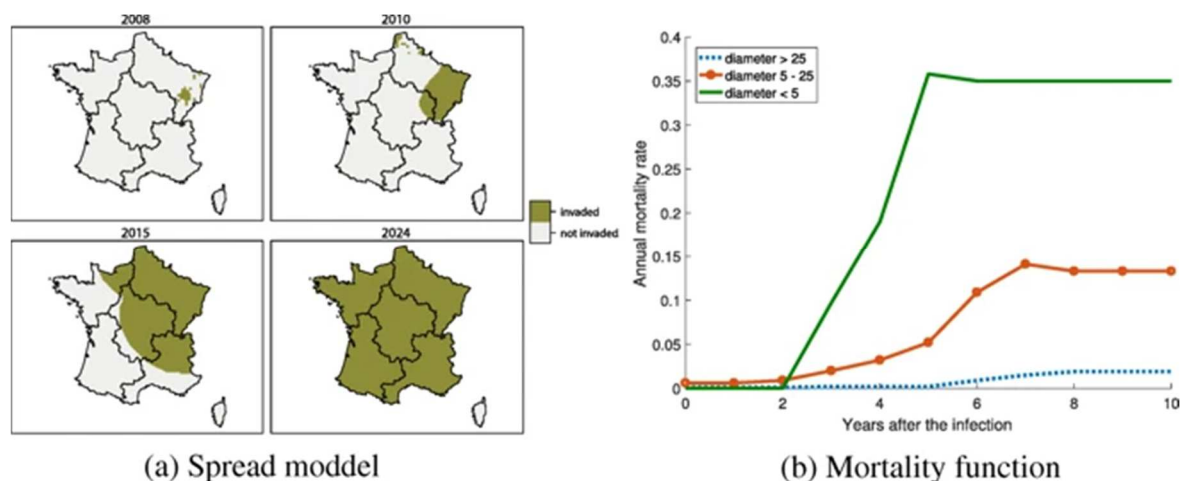 2008
2010
invaded
not invaded
2015
2024
(a) Spread moddel
0.4
0.35
0.3
0.25
0.2
0.15
0.1
0.05
0
Annual mortality rate
diameter > 25
diameter 5 - 25
diameter < 5
0 2 4 6 8 10
Years after the infection
(b) Mortality function